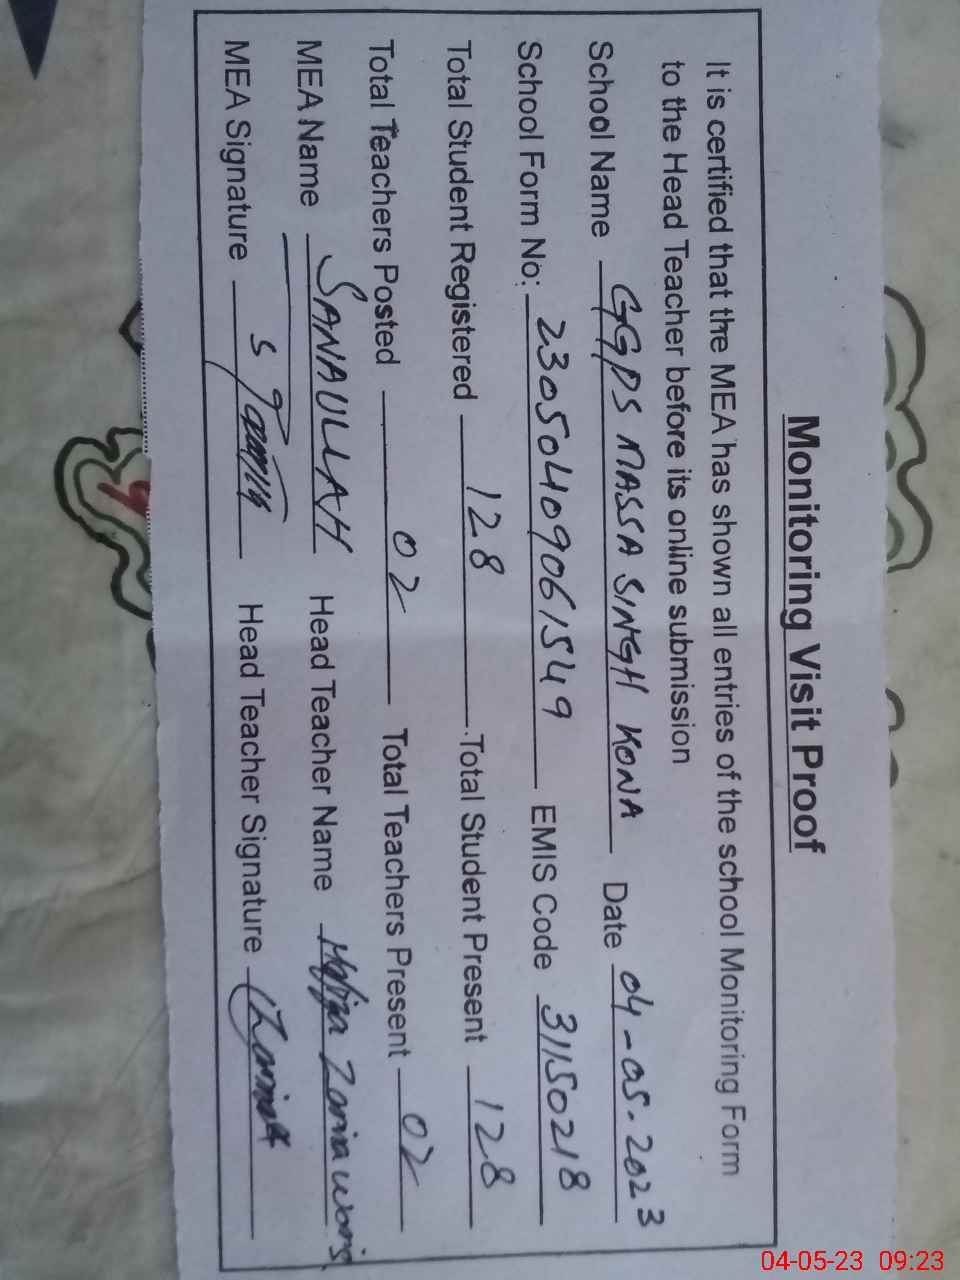 Monitoring Visit Proof
It is certified that the MEA has shown all entries of the school Monitoring Form
to the Head Teacher before its online submission
School Name GGPS MASSA SINGH KONA Date 04-05-2023
School Form No: 23050409061549 EMIS Code 31150218
Total Student Registered 128 Total Student Present 128
Total Teachers Posted 02 Total Teachers Present 02
MEA Name SANAULLAH Head Teacher Name
MEA Signature Head Teacher Signature
04-05-23 09:23